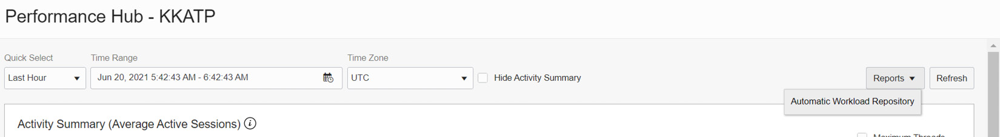 Performance Hub - KKATP
Quick Select
Time Range
Time Zone
Last Hour
Jun 20, 2021 5:42:43 AM - 6:42:43 AM
UTC
Hide Activity Summary
Reports
Refresh
Automatic Workload Repository
Activity Summary (Average Active Sessions)
Maximum Threads